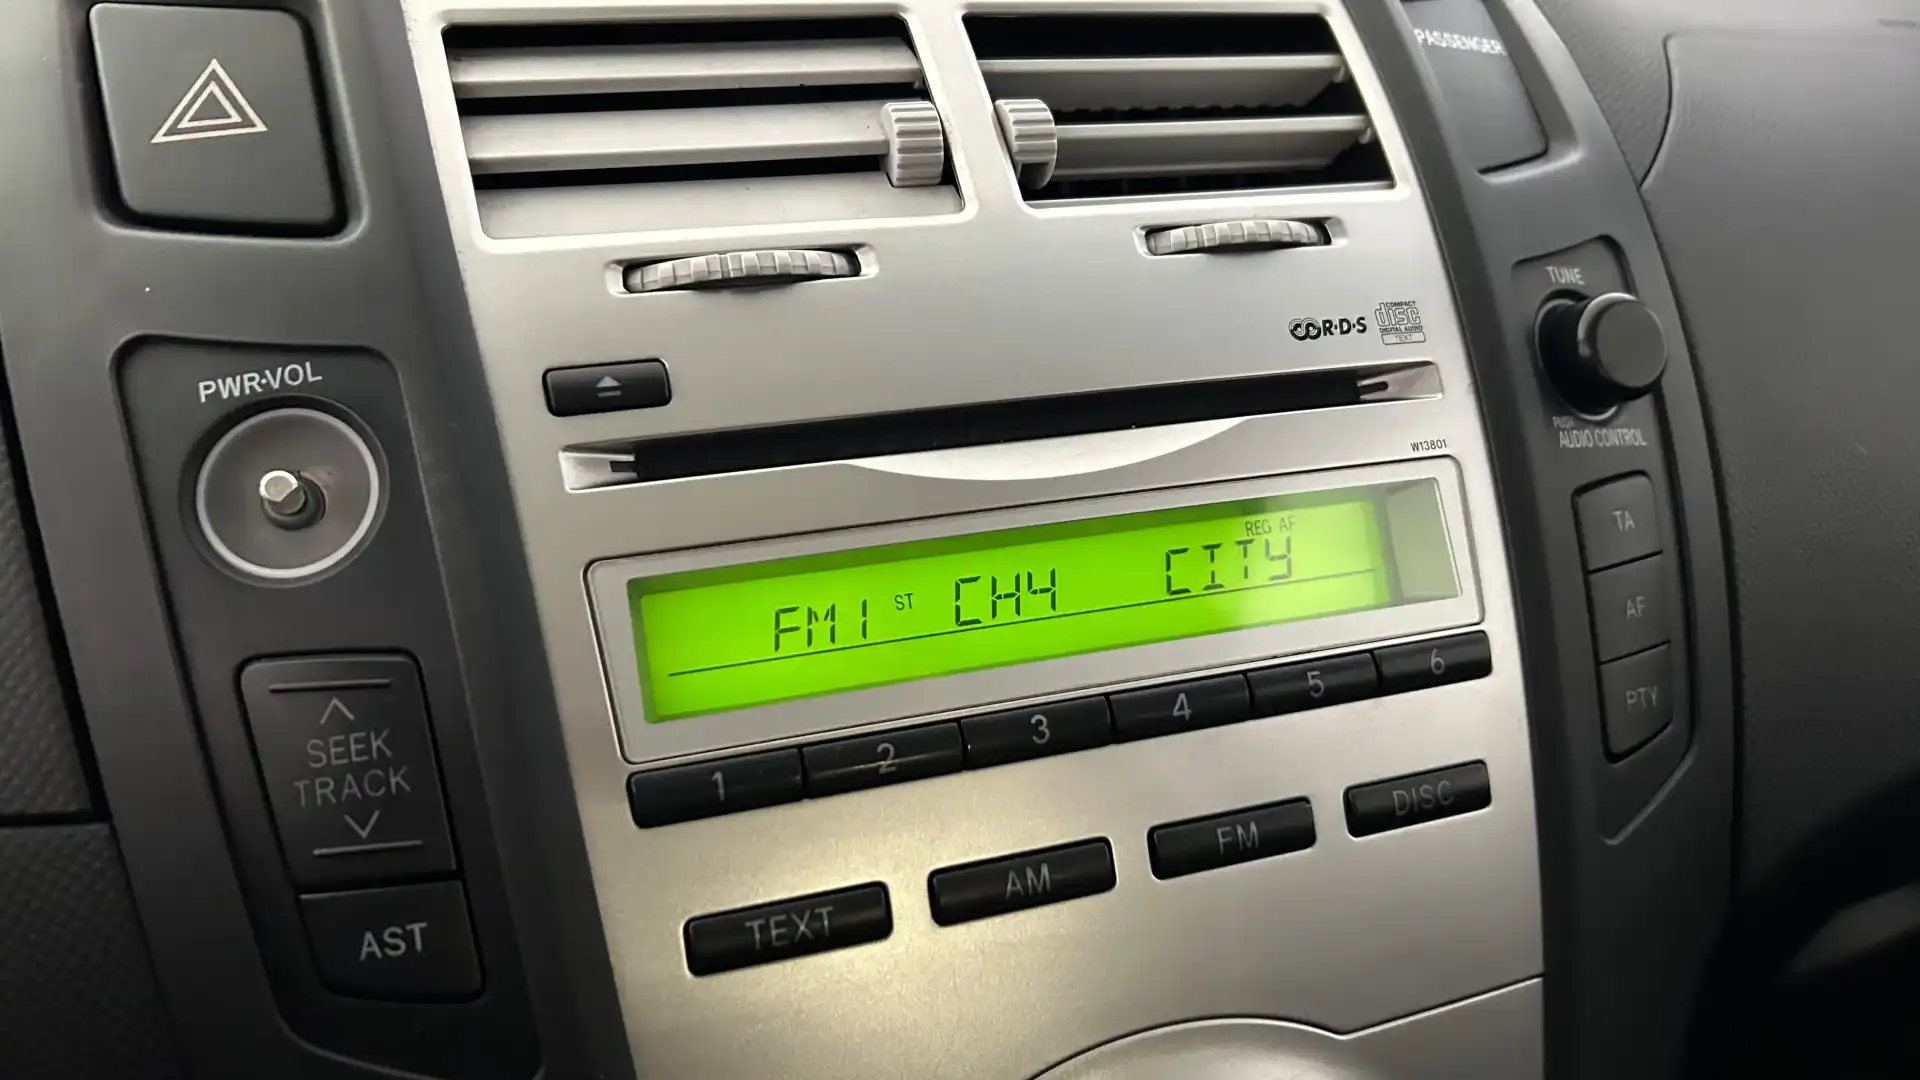 PASSENGER
TUNE
R·D·S
COMPACT
disc
DIGITAL AUDIO
TEXT
PWR·VOL
PUSH
AUDIO CONTROL
W13801
TA
REG AF
FM1 ST CH4 CITY
AF
1 2 3 4 5 6
PTY
SEEK
TRACK
DISC
FM
AM
TEXT
AST